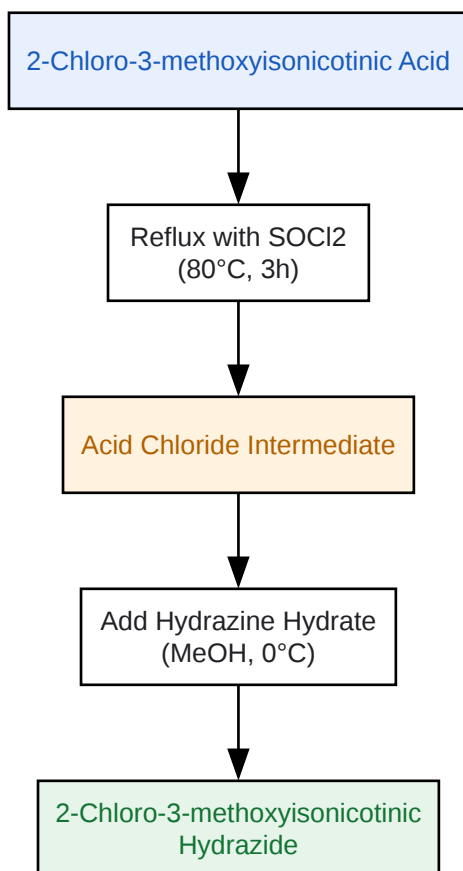 2-Chloro-3-methoxyisonicotinic Acid
Reflux with SOCl2
(80°C, 3h)
Acid Chloride Intermediate
Add Hydrazine Hydrate
(MeOH, 0°C)
2-Chloro-3-methoxyisonicotinic
Hydrazide